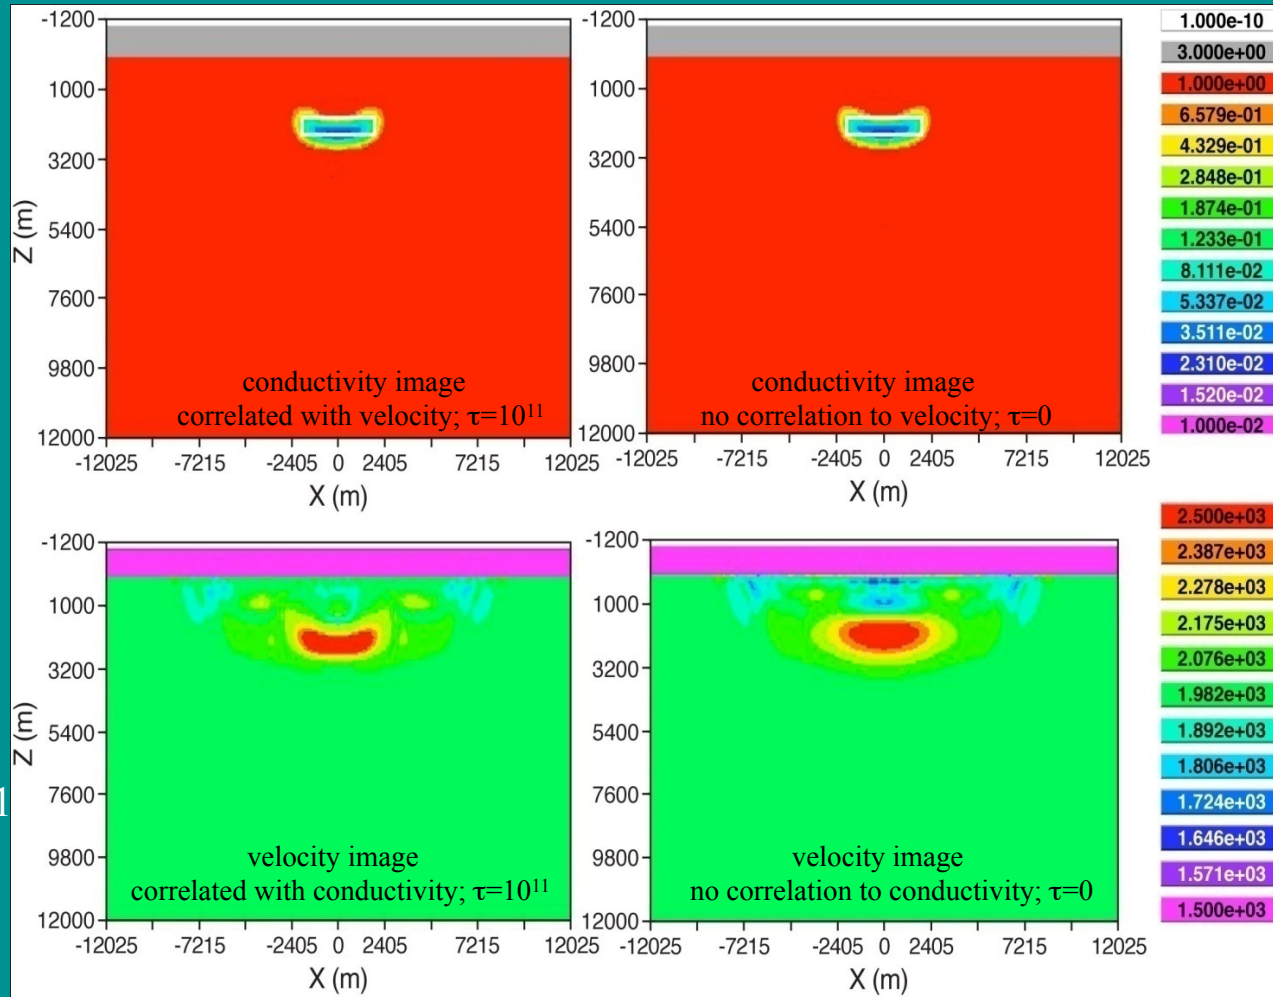 -1200
1000
3200
5400
7600
9800
12000
Z (m)
-12025 -7215 -2405 0 2405 7215 12025
X (m)
conductivity image
correlated with velocity; τ=10¹¹
-1200
1000
3200
5400
7600
9800
12000
-12025 -7215 -2405 0 2405 7215 12025
X (m)
conductivity image
no correlation to velocity; τ=0
1.000e-10
3.000e+00
1.000e+00
6.579e-01
4.329e-01
2.848e-01
1.874e-01
1.233e-01
8.111e-02
5.337e-02
3.511e-02
2.310e-02
1.520e-02
1.000e-02
-1200
1000
3200
5400
7600
9800
12000
Z (m)
1
-12025 -7215 -2405 0 2405 7215 12025
X (m)
velocity image
correlated with conductivity; τ=10¹¹
-1200
1000
3200
5400
7600
9800
12000
-12025 -7215 -2405 0 2405 7215 12025
X (m)
velocity image
no correlation to conductivity; τ=0
2.500e+03
2.387e+03
2.278e+03
2.175e+03
2.076e+03
1.982e+03
1.892e+03
1.806e+03
1.724e+03
1.646e+03
1.571e+03
1.500e+03